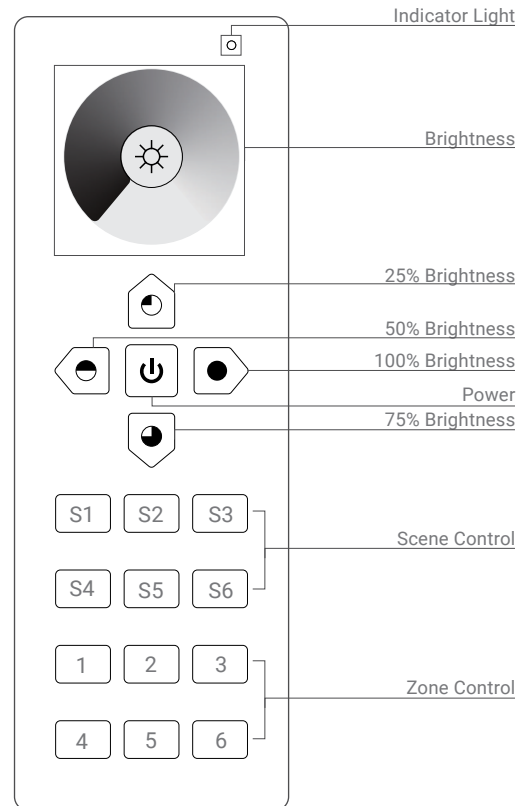 Indicator Light
Brightness
25% Brightness
50% Brightness
100% Brightness
Power
75% Brightness
S1 S2 S3
Scene Control
S4 S5 S6
1 2 3
Zone Control
4 5 6